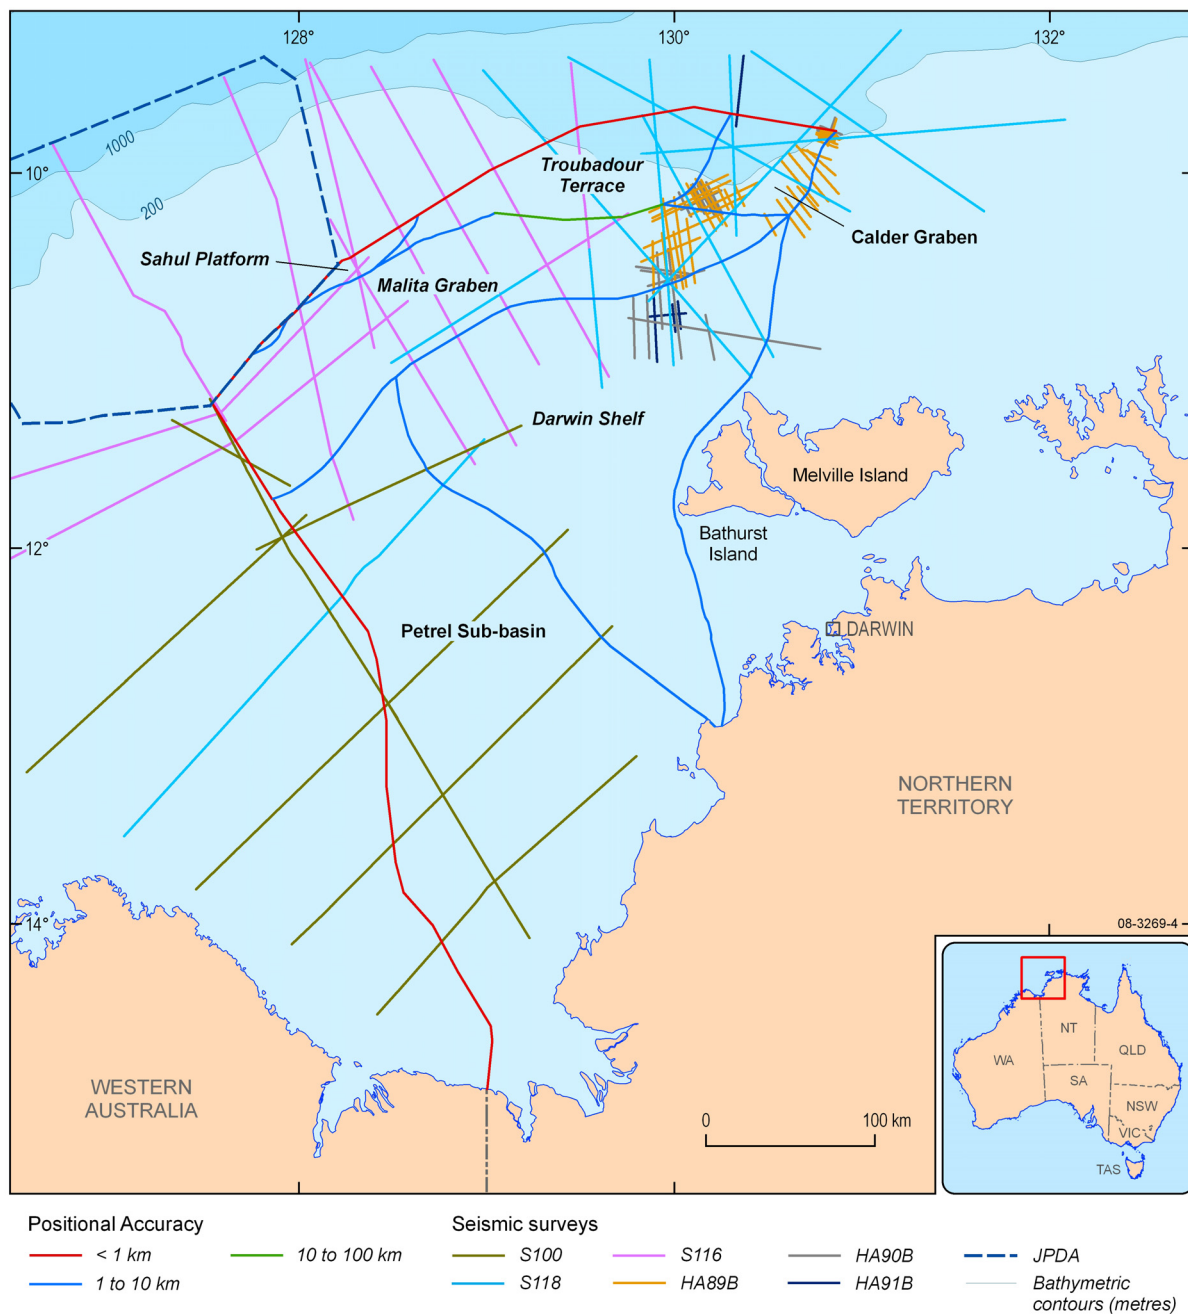 128°
130°
132°
1000
10°
200
Troubadour
Terrace
Calder Graben
Sahul Platform
Malita Graben
Darwin Shelf
Melville Island
Bathurst
Island
12°
Petrel Sub-basin
DARWIN
NORTHERN
TERRITORY
14°
08-3269-4
WESTERN
AUSTRALIA
0
100 km
NT
WA
QLD
SA
NSW
VIC
TAS
Positional Accuracy
< 1 km
10 to 100 km
1 to 10 km
Seismic surveys
S100
S116
HA90B
JPDA
S118
HA89B
HA91B
Bathymetric
contours (metres)